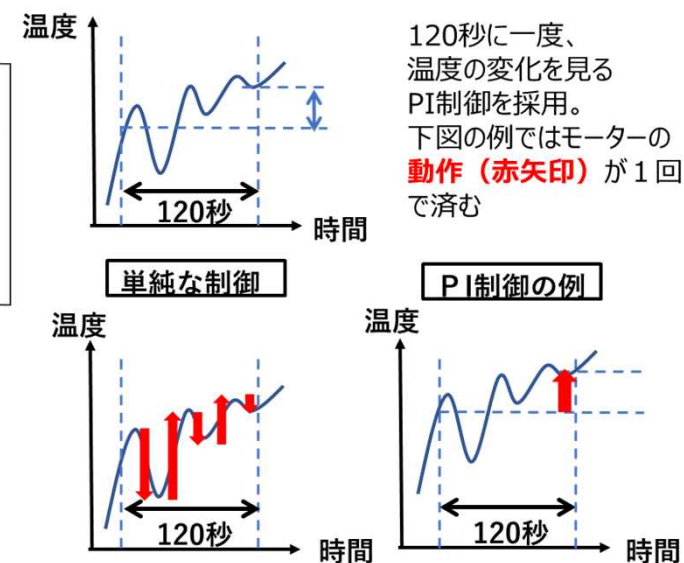 温度
120秒
時間
120秒に一度、
温度の変化を見る
PI制御を採用。
下図の例ではモーターの
動作（赤矢印）が１回
で済む
単純な制御
温度
120秒
時間
ＰI制御の例
温度
120秒
時間